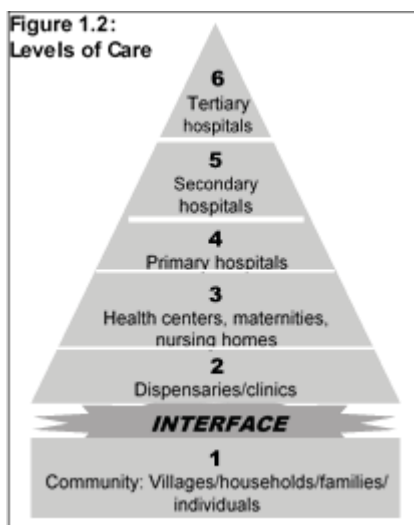 Figure 1.2:
Levels of Care
6
Tertiary
hospitals
5
Secondary
hospitals
4
Primary hospitals
3
Health centers, maternities,
nursing homes
2
Dispensaries/clinics
INTERFACE
1
Community: Villages/households/families/
individuals